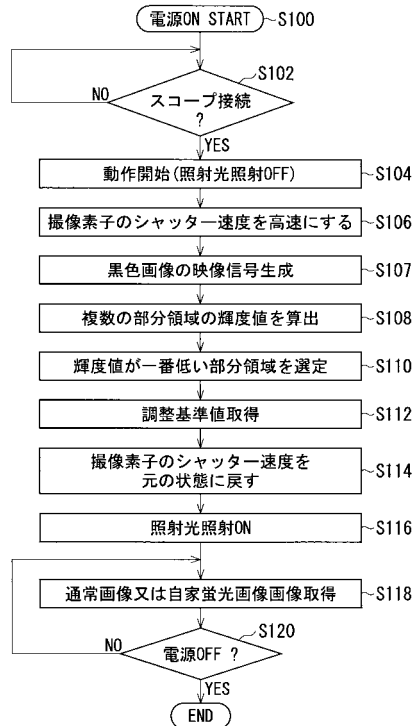 電源ON START
S100
S102
NO
スコープ接続
?
YES
動作開始(照射光照射OFF)
S104
撮像素子のシャッター速度を高速にする
S106
黒色画像の映像信号生成
S107
複数の部分領域の輝度値を算出
S108
輝度値が一番低い部分領域を選定
S110
調整基準値取得
S112
撮像素子のシャッター速度を
元の状態に戻す
S114
照射光照射ON
S116
通常画像又は自家蛍光画像画像取得
S118
S120
NO
電源OFF ?
YES
END